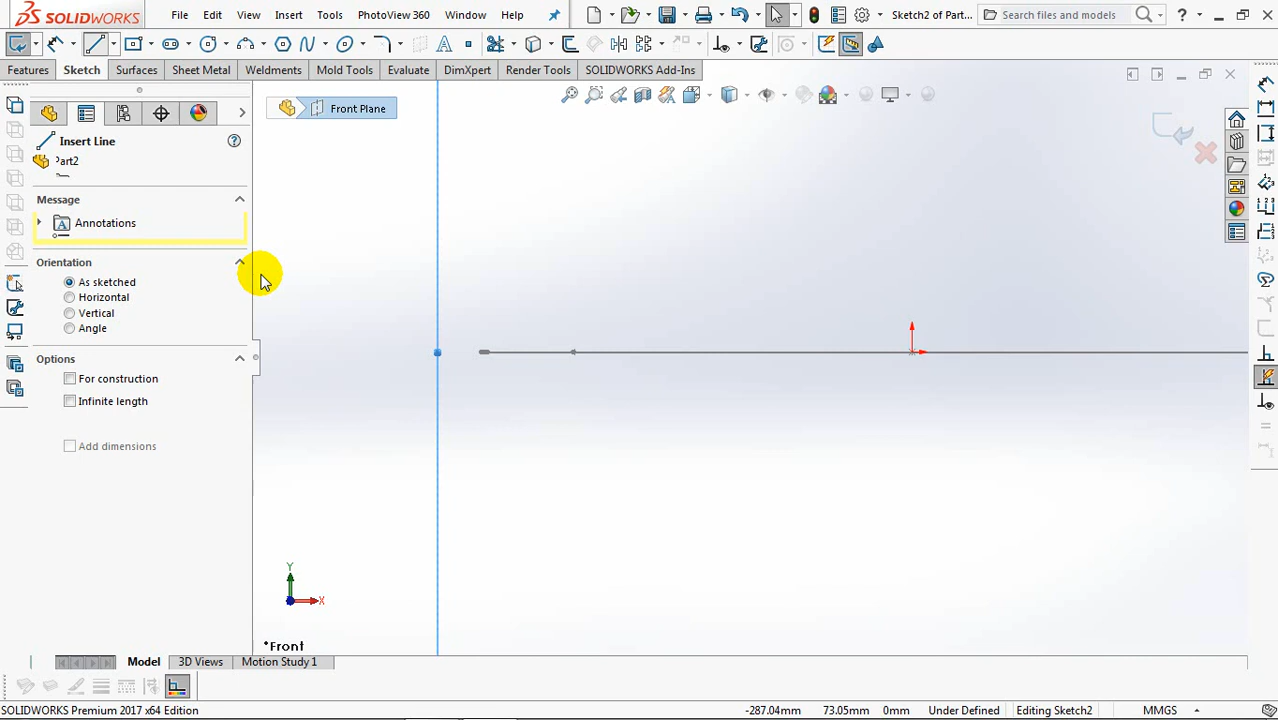 SOLIDWORKS File Edit View Insert Tools PhotoView 360 Window Help Sketch2 of Part... Search files and models ?
Features Sketch Surfaces Sheet Metal Weldments Mold Tools Evaluate DimXpert Render Tools SOLIDWORKS Add-Ins
Front Plane
Insert Line
Part2
Message
Annotations
Orientation
As sketched
Horizontal
Vertical
Angle
Options
For construction
Infinite length
Add dimensions
Y
X
*Front
Model 3D Views Motion Study 1
SOLIDWORKS Premium 2017 x64 Edition -287.04mm 73.05mm 0mm Under Defined Editing Sketch2 MMGS